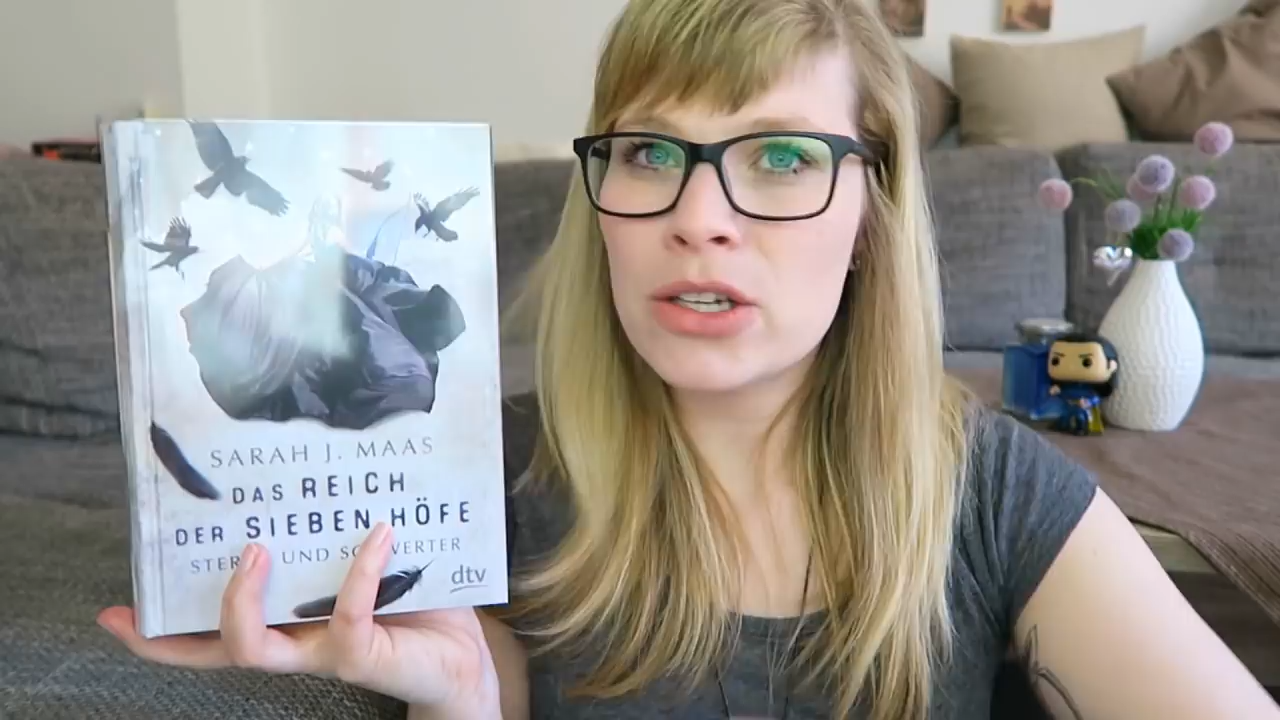 SARAH J. MAAS
DAS REICH
DER SIEBEN HÖFE
UND
dtv